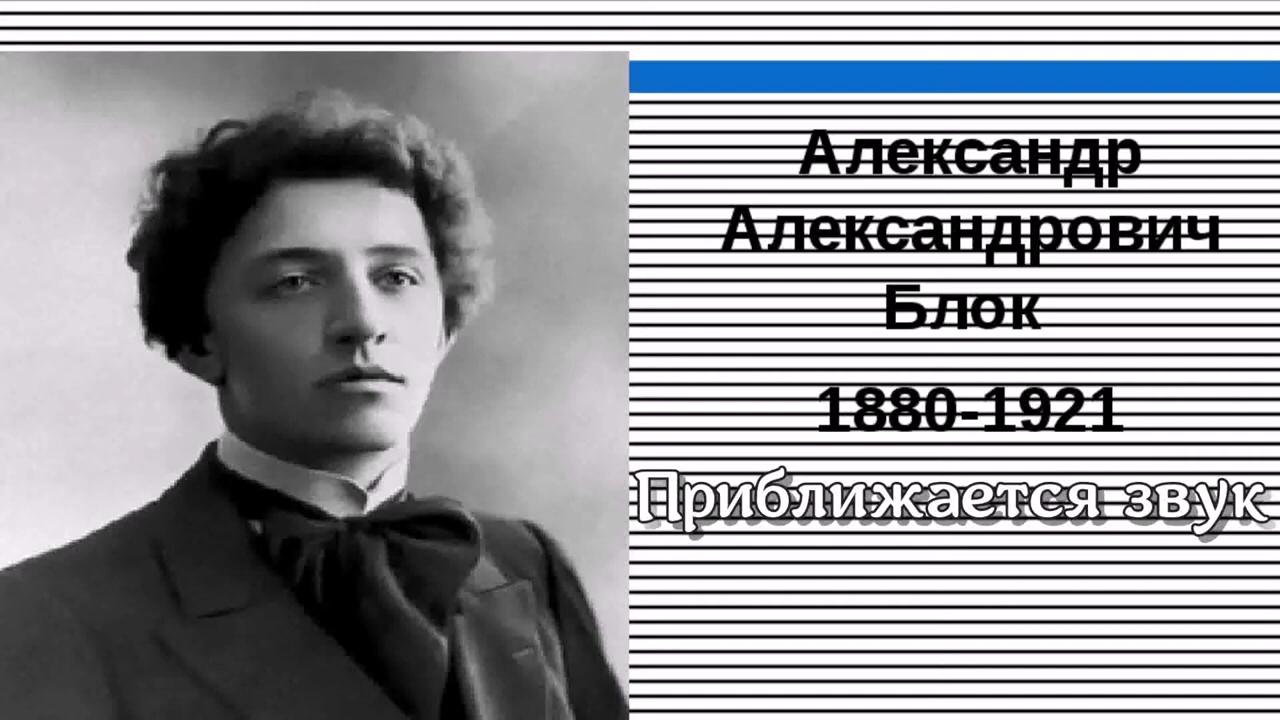 Александр
Александрович
Блок
1880-1921
Приближается звук